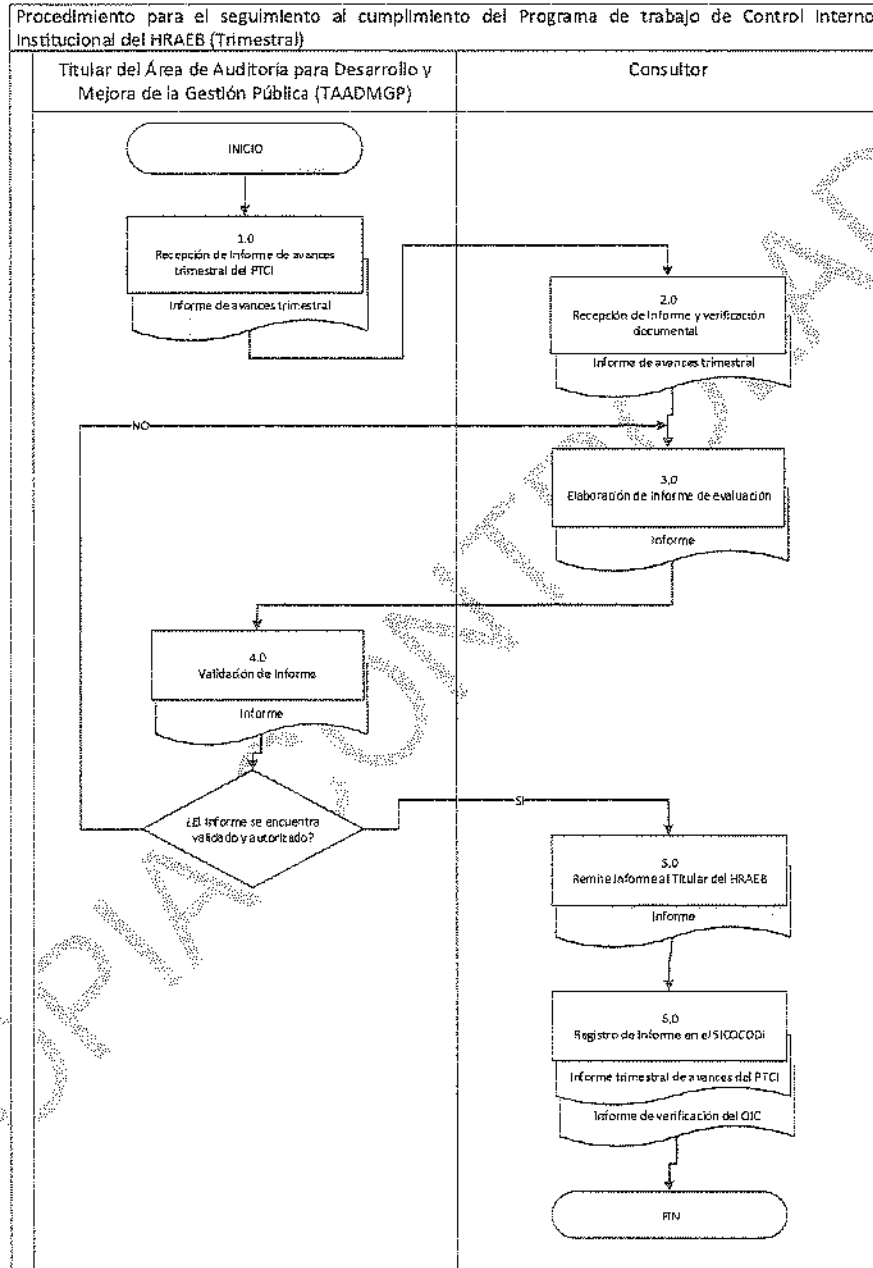 Procedimiento para el seguimiento al cumplimiento del Programa de trabajo de Control Interno
Institucional del HRAEB (Trimestral)
Titular del Área de Auditoría para Desarrollo y
Mejora de la Gestión Pública (TAADMGP)
Consultor
INICIO
1.0
Recepción de Informe de avances
trimestral del PTCI
Informe de avances trimestral
2.0
Recepción de Informe y verificación
documental
Informe de avances trimestral
NO
3.0
Elaboración de informe de evaluación
Informe
4.0
Validación de Informe
Informe
¿El Informe se encuentra
validado y autorizado?
SI
5.0
Remite Informe al Titular del HRAEB
Informe
6.0
Registro de Informe en el SICOCODI
Informe trimestral de avances del PTCI
Informe de verificación del OIC
FIN
COPIA